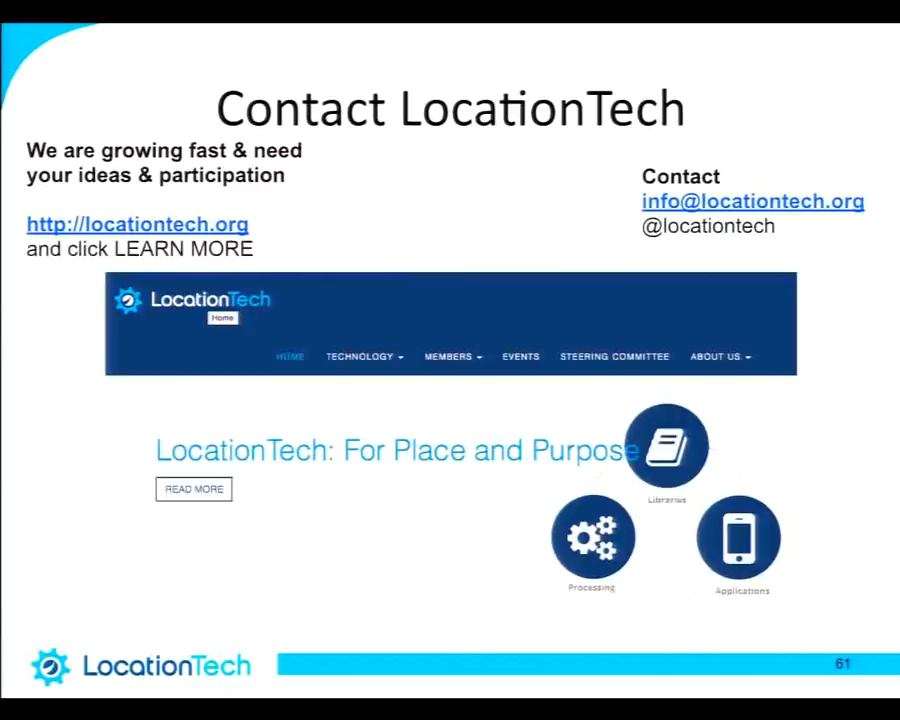 Contact LocationTech
We are growing fast & need
your ideas & participation
http://locationtech.org
and click LEARN MORE
Contact
info@locationtech.org
@locationtech
LocationTech
Home
HOME TECHNOLOGY MEMBERS EVENTS STEERING COMMITTEE ABOUT US
LocationTech: For Place and Purpose
READ MORE
Libraries
Processing
Applications
LocationTech
61